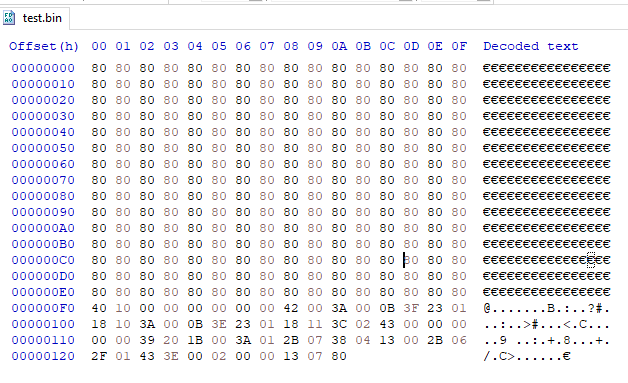 test.bin
Offset(h) 00 01 02 03 04 05 06 07 08 09 0A 0B 0C 0D 0E 0F Decoded text
00000000 80 80 80 80 80 80 80 80 80 80 80 80 80 80 80 80 €€€€€€€€€€€€€€€€
00000010 80 80 80 80 80 80 80 80 80 80 80 80 80 80 80 80 €€€€€€€€€€€€€€€€
00000020 80 80 80 80 80 80 80 80 80 80 80 80 80 80 80 80 €€€€€€€€€€€€€€€€
00000030 80 80 80 80 80 80 80 80 80 80 80 80 80 80 80 80 €€€€€€€€€€€€€€€€
00000040 80 80 80 80 80 80 80 80 80 80 80 80 80 80 80 80 €€€€€€€€€€€€€€€€
00000050 80 80 80 80 80 80 80 80 80 80 80 80 80 80 80 80 €€€€€€€€€€€€€€€€
00000060 80 80 80 80 80 80 80 80 80 80 80 80 80 80 80 80 €€€€€€€€€€€€€€€€
00000070 80 80 80 80 80 80 80 80 80 80 80 80 80 80 80 80 €€€€€€€€€€€€€€€€
00000080 80 80 80 80 80 80 80 80 80 80 80 80 80 80 80 80 €€€€€€€€€€€€€€€€
00000090 80 80 80 80 80 80 80 80 80 80 80 80 80 80 80 80 €€€€€€€€€€€€€€€€
000000A0 80 80 80 80 80 80 80 80 80 80 80 80 80 80 80 80 €€€€€€€€€€€€€€€€
000000B0 80 80 80 80 80 80 80 80 80 80 80 80 80 80 80 80 €€€€€€€€€€€€€€€€
000000C0 80 80 80 80 80 80 80 80 80 80 80 80 80 80 80 80 €€€€€€€€€€€€€€€€
000000D0 80 80 80 80 80 80 80 80 80 80 80 80 80 80 80 80 €€€€€€€€€€€€€€€€
000000E0 80 80 80 80 80 80 80 80 80 80 80 80 80 80 80 80 €€€€€€€€€€€€€€€€
000000F0 40 10 00 00 00 00 00 00 42 00 3A 00 0B 3F 23 01 @.......B.:..?#.
00000100 18 10 3A 00 0B 3E 23 01 18 11 3C 02 43 00 00 00 ..:..>#...<.C...
00000110 00 00 39 20 1B 00 3A 01 2B 07 38 04 13 00 2B 06 ..9 ..:.+.8...+.
00000120 2F 01 43 3E 00 02 00 00 13 07 80 /.C>......€